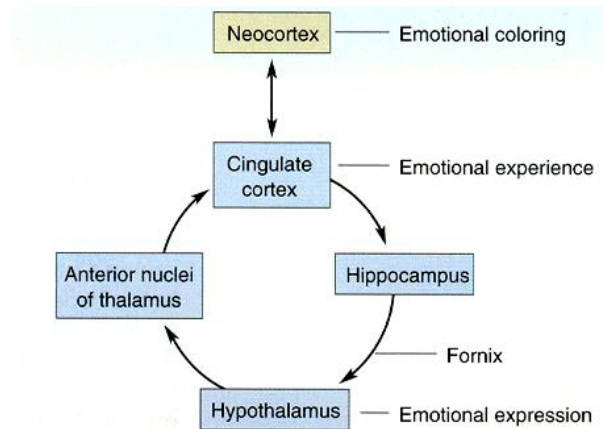 Neocortex
Emotional coloring
Cingulate
cortex
Emotional experience
Anterior nuclei
of thalamus
Hippocampus
Fornix
Hypothalamus
Emotional expression